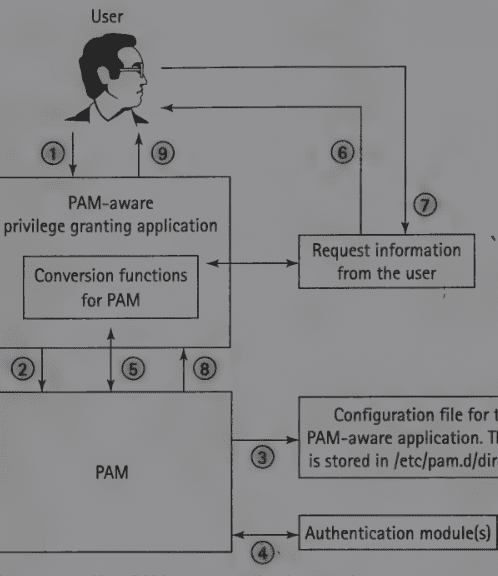 User
1
9
6
7
PAM-aware
privilege granting application
Conversion functions
for PAM
Request information
from the user
2
5
8
PAM
3
Configuration file for t
PAM-aware application. Th
is stored in /etc/pam.d/dir
4
Authentication module(s)